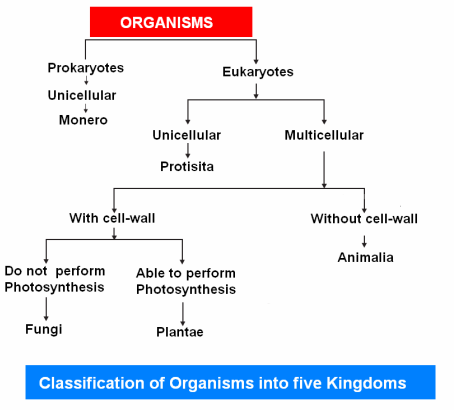 ORGANISMS
Prokaryotes
Eukaryotes
Unicellular
Monero
Unicellular
Multicellular
Protisita
With cell-wall
Without cell-wall
Animalia
Do not perform
Photosynthesis
Able to perform
Photosynthesis
Fungi
Plantae
Classification of Organisms into five Kingdoms